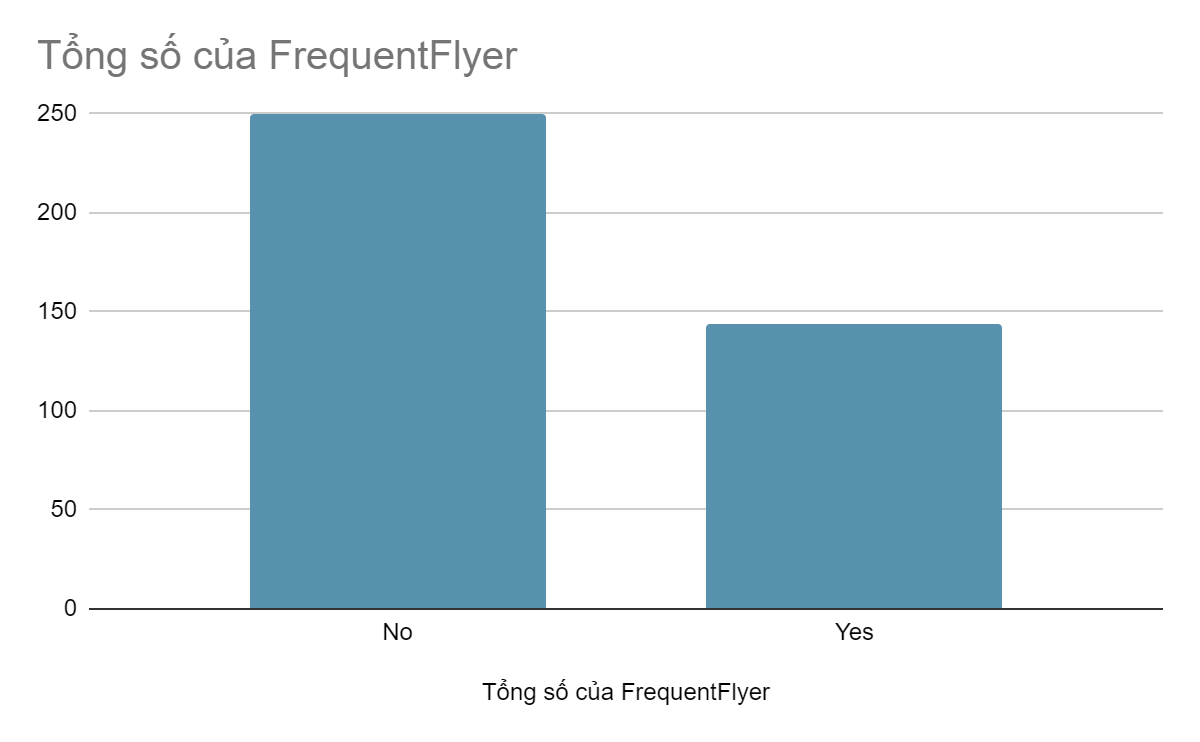 Tổng số của FrequentFlyer
250
200
150
100
50
0
No Yes
Tổng số của FrequentFlyer